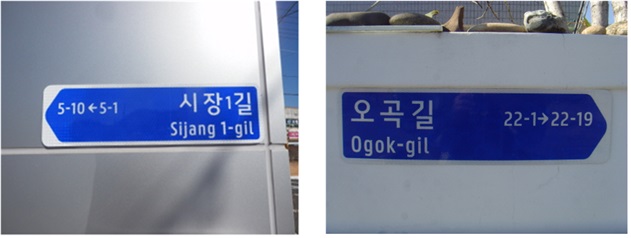 5-10←5-1
시장1길
Sijang 1-gil
오곡길
Ogok-gil
22-1→22-19